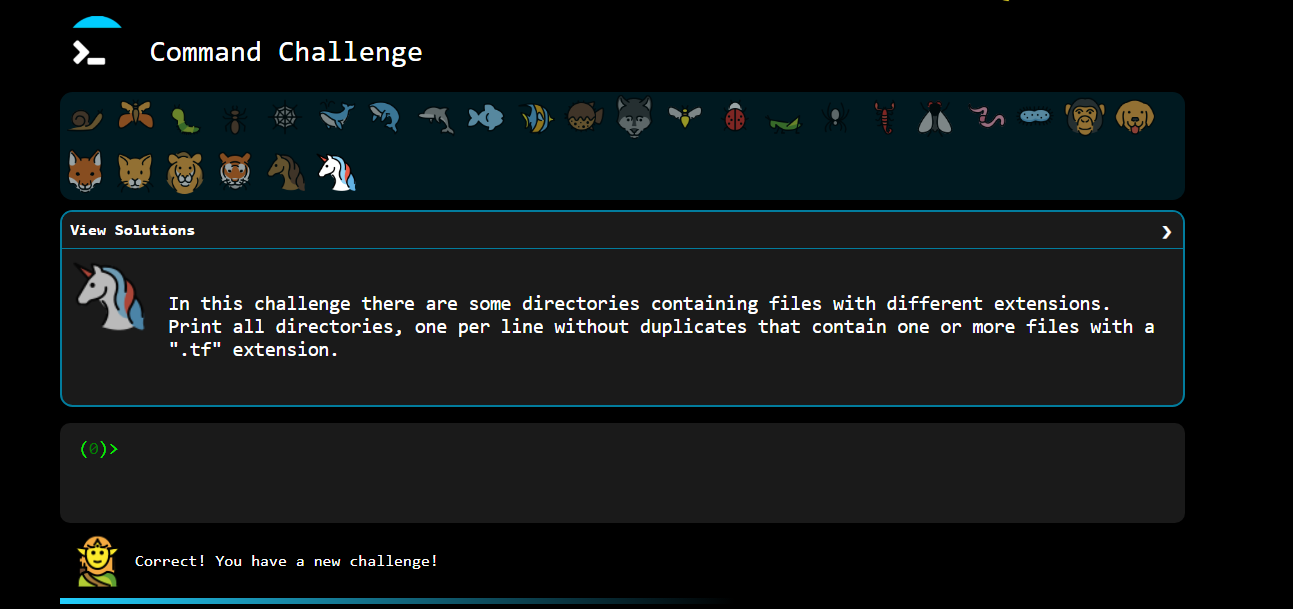 Command Challenge
View Solutions
In this challenge there are some directories containing files with different extensions.
Print all directories, one per line without duplicates that contain one or more files with a
".tf" extension.
(0)>
Correct! You have a new challenge!